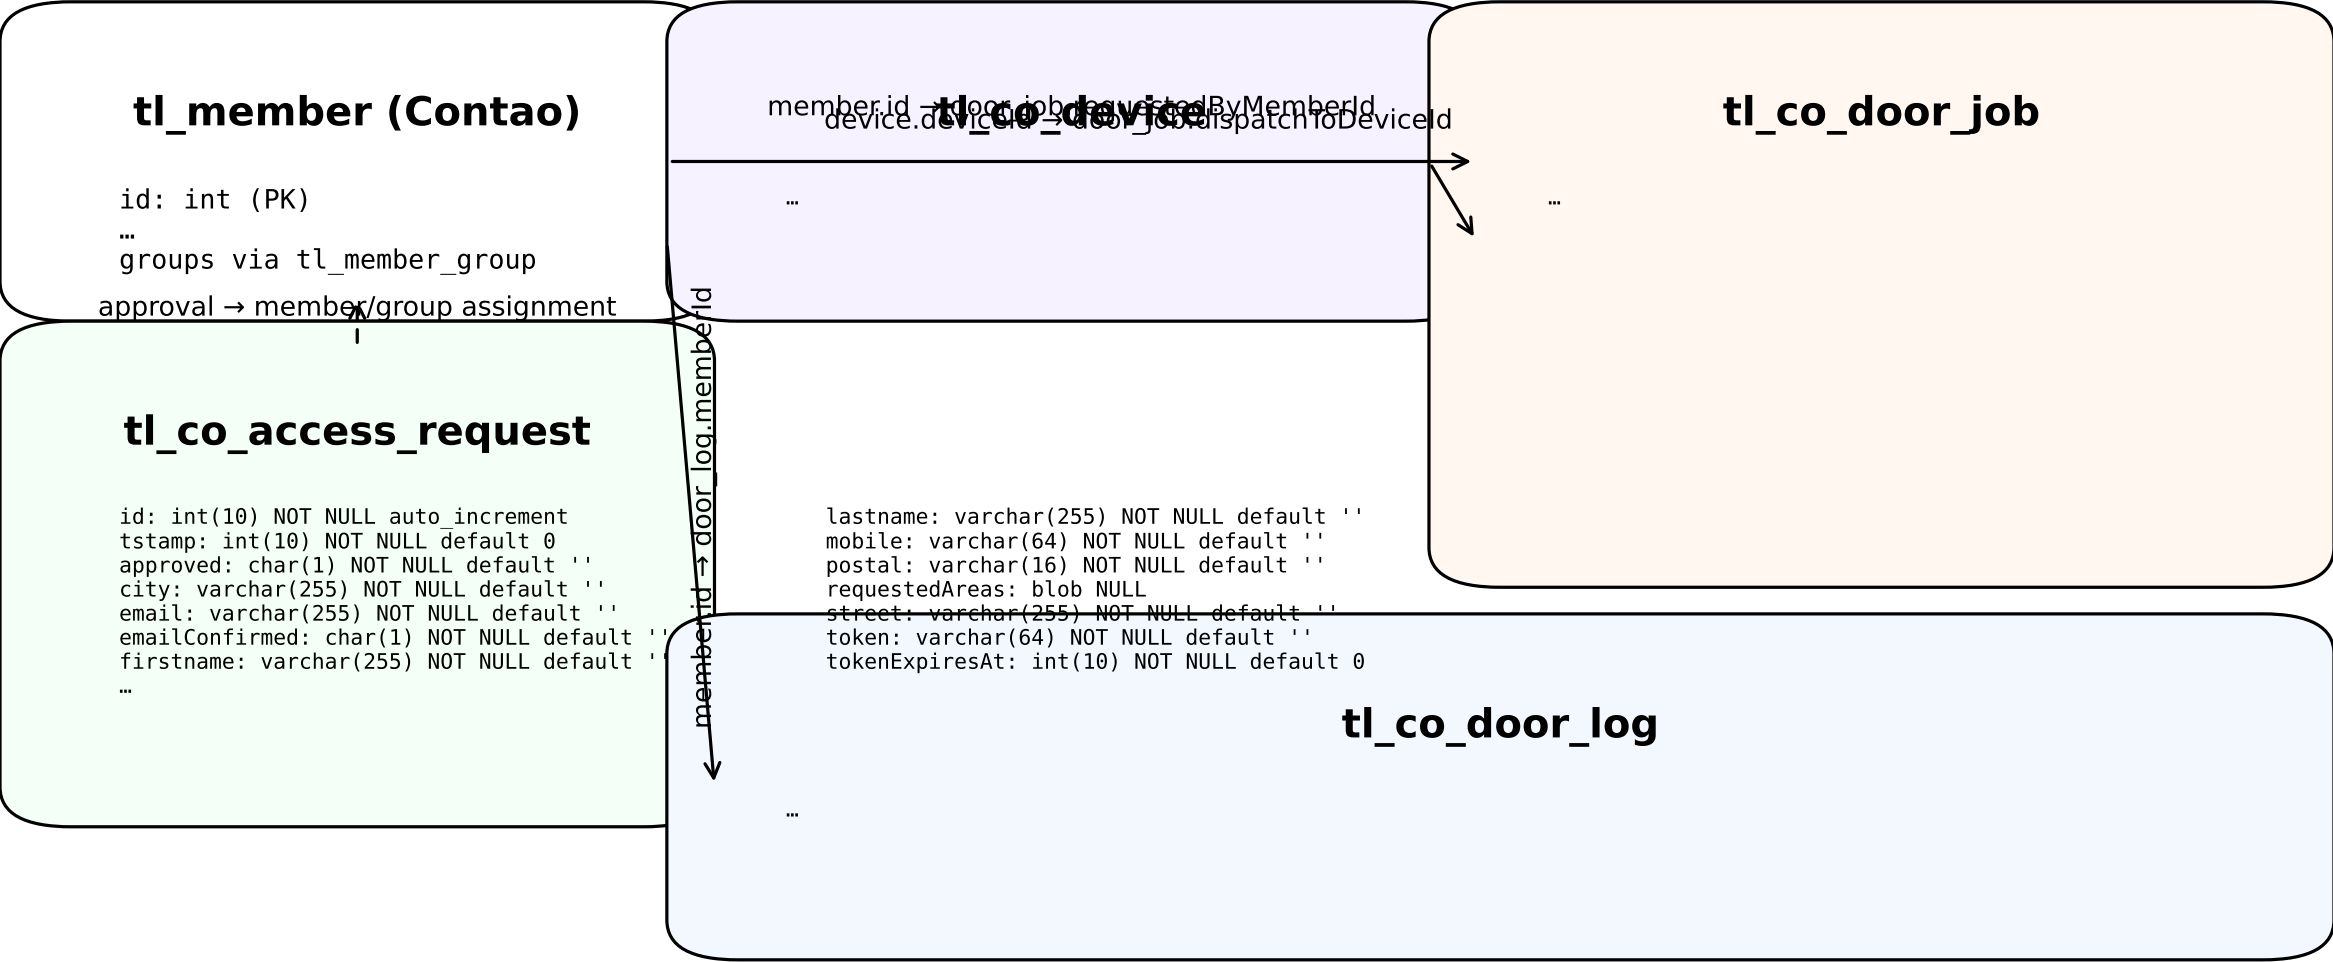 tl_member (Contao)
id: int (PK)
…
groups via tl_member_group
approval → member/group assignment
tl_co_device
member.id → door_job.requestedByMemberId
device.deviceId → door_job.dispatchToDeviceId
…
tl_co_door_job
…
tl_co_access_request
id: int(10) NOT NULL auto_increment
tstamp: int(10) NOT NULL default 0
approved: char(1) NOT NULL default ''
city: varchar(255) NOT NULL default ''
email: varchar(255) NOT NULL default ''
emailConfirmed: char(1) NOT NULL default ''
firstname: varchar(255) NOT NULL default ''
…
lastname: varchar(255) NOT NULL default ''
mobile: varchar(64) NOT NULL default ''
postal: varchar(16) NOT NULL default ''
requestedAreas: blob NULL
street: varchar(255) NOT NULL default ''
token: varchar(64) NOT NULL default ''
tokenExpiresAt: int(10) NOT NULL default 0
member.id → door_log.memberId
tl_co_door_log
…